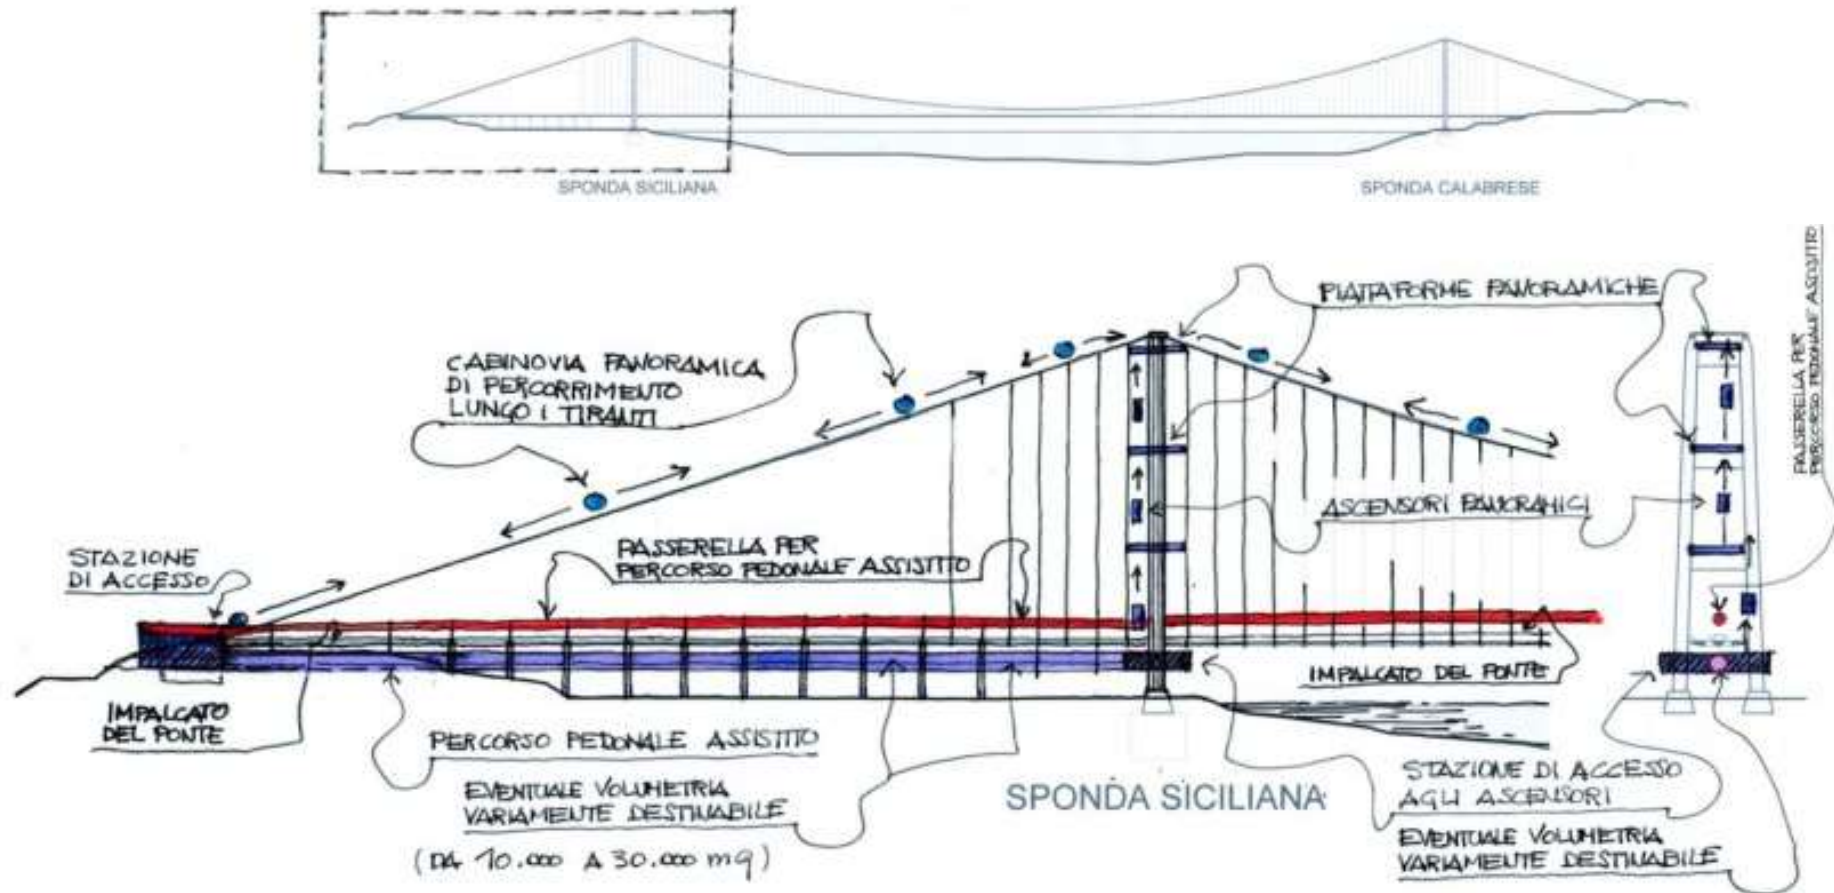 SPONDA SICILIANA
SPONDA CALABRESE
PIATTAFORME PANORAMICHE
PASSERELLA PER
PERCORSO PEDONALE ASSISTITO
CABINOVIA PANORAMICA
DI PERCORRIMENTO
LUNGO I TIRANTI
ASCENSORI PANORAMICI
STAZIONE
DI ACCESSO
PASSERELLA PER
PERCORSO PEDONALE ASSISTITO
IMPALCATO DEL PONTE
IMPALCATO
DEL PONTE
PERCORSO PEDONALE ASSISTITO
EVENTUALE VOLUMETRIA
VARIAMENTE DESTINABILE
(DA 10.000 A 30.000 mq)
SPONDA SICILIANA
STAZIONE DI ACCESSO
AGLI ASCENSORI
EVENTUALE VOLUMETRIA
VARIAMENTE DESTINABILE